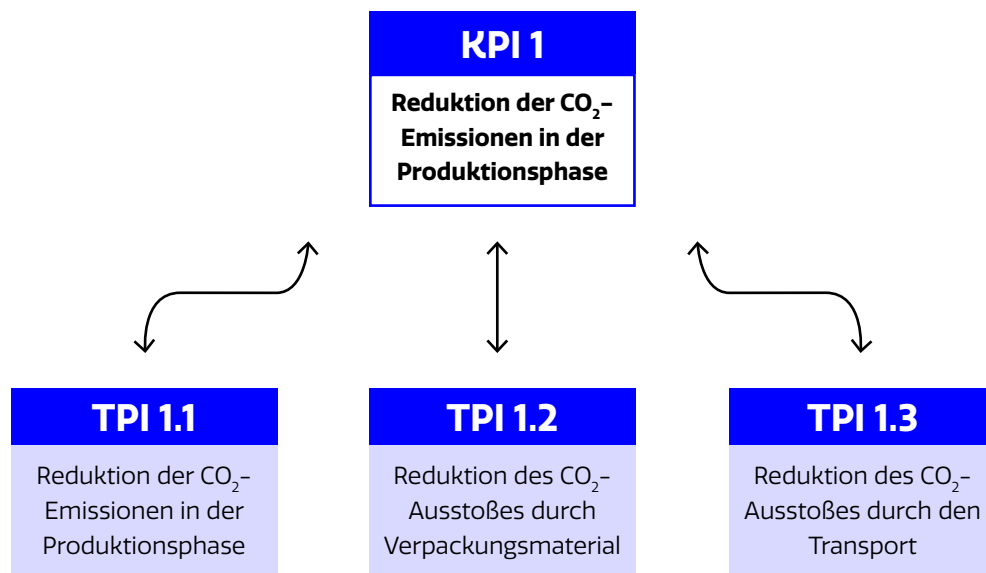 KPI 1
Reduktion der CO₂-
Emissionen in der
Produktionsphase
TPI 1.1
Reduktion der CO₂-
Emissionen in der
Produktionsphase
TPI 1.2
Reduktion des CO₂-
Ausstoßes durch
Verpackungsmaterial
TPI 1.3
Reduktion des CO₂-
Ausstoßes durch den
Transport